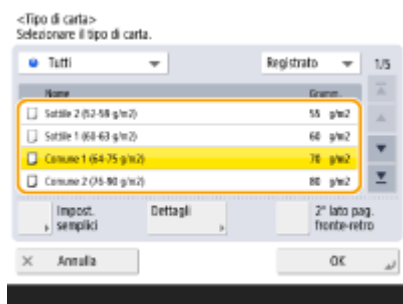 <Tipo di carta>
Selezionare il tipo di carta.
Tutti
Registrato
1/5
Nome Gramm.
Sottile 2 (52-59 g/m2) 55 g/m2
Sottile 1 (60-63 g/m2) 60 g/m2
Comune 1 (64-75 g/m2) 70 g/m2
Comune 2 (76-90 g/m2) 80 g/m2
Impost. semplici
Dettagli
2° lato pag. fronte-retro
Annulla
OK